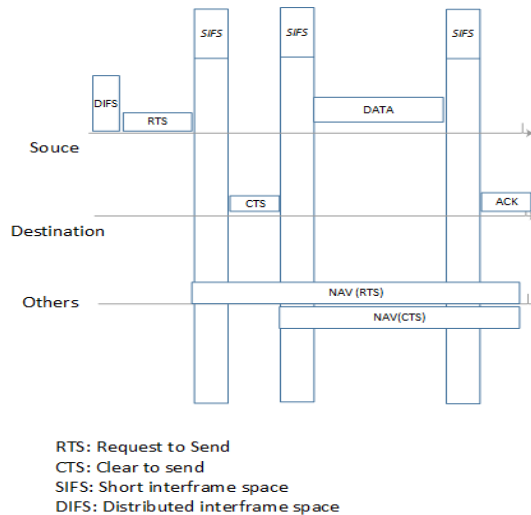 SIFS
SIFS
SIFS
DIFS
RTS
DATA
Souce
CTS
ACK
Destination
NAV (RTS)
Others
NAV(CTS)
RTS: Request to Send
CTS: Clear to send
SIFS: Short interframe space
DIFS: Distributed interframe space